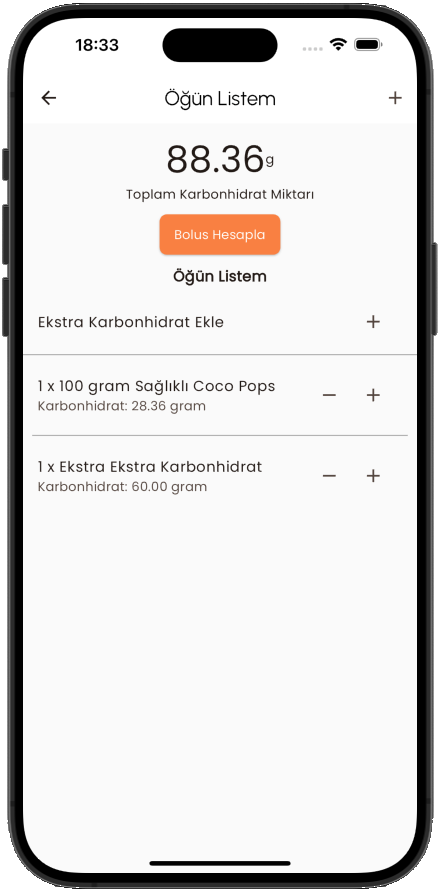 18:33
Öğün Listem
88.36g
Toplam Karbonhidrat Miktarı
Bolus Hesapla
Öğün Listem
Ekstra Karbonhidrat Ekle
1 x 100 gram Sağlıklı Coco Pops
Karbonhidrat: 28.36 gram
1 x Ekstra Ekstra Karbonhidrat
Karbonhidrat: 60.00 gram